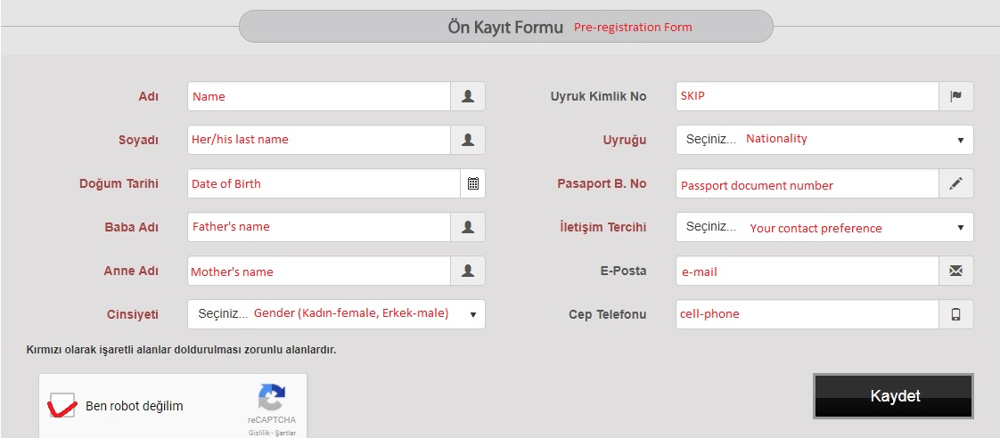 Ön Kayıt Formu Pre-registration Form
Adı Name
Uyruk Kimlik No SKIP
Soyadı Her/his last name
Uyruğu Seçiniz... Nationality
Doğum Tarihi Date of Birth
Pasaport B. No Passport document number
Baba Adı Father's name
İletişim Tercihi Seçiniz... Your contact preference
Anne Adı Mother's name
E-Posta e-mail
Cinsiyeti Seçiniz... Gender (Kadın-female, Erkek-male)
Cep Telefonu cell-phone
Kırmızı olarak işaretli alanlar doldurulması zorunlu alanlardır.
Ben robot değilim
reCAPTCHA
Gizlilik - Şartlar
Kaydet